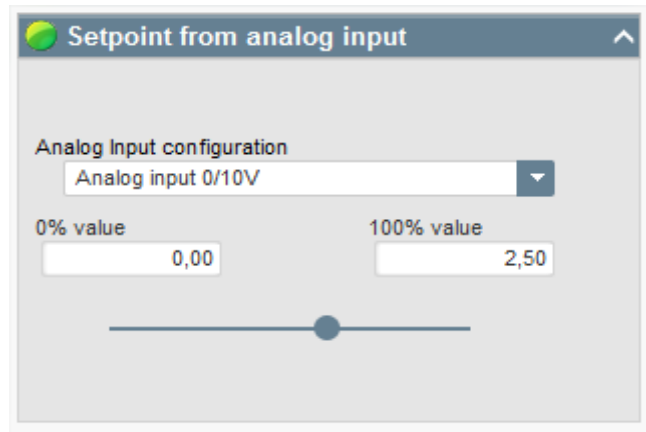 Setpoint from analog input
Analog Input configuration
Analog input 0/10V
0% value 100% value
0,00 2,50